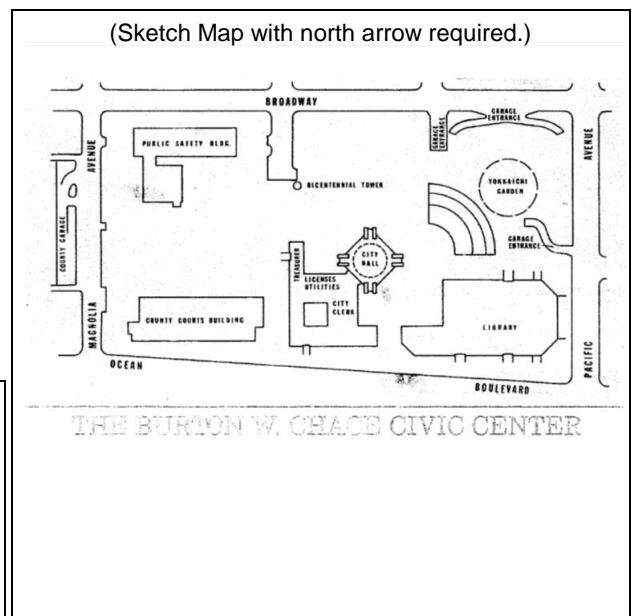 (Sketch Map with north arrow required.)
BROADWAY
GARAGE
ENTRANCE
GARAGE
ENTRANCE
AVENUE
PUBLIC SAFETY BLDG.
AVENUE
BICENTENNIAL TOWER
YOKKAICHI
GARDEN
COUNTY GARAGE
TREASURER
CITY
HALL
GARAGE
ENTRANCE
LICENSES
UTILITIES
CITY
CLERK
COUNTY COURTS BUILDING
LIBRARY
MAGNOLIA
OCEAN
PACIFIC
BOULEVARD
THE BURTON W. CHACE CIVIC CENTER